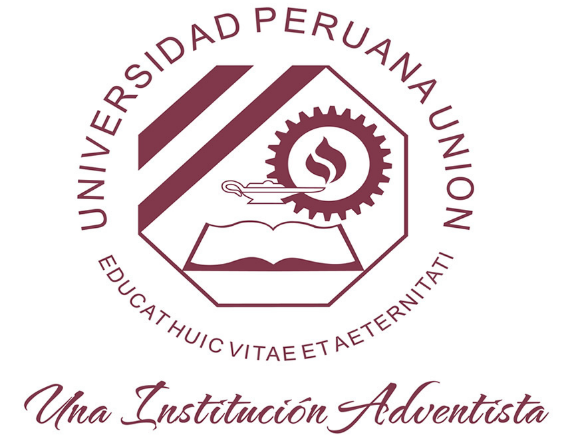 UNIVERSIDAD PERUANA UNION
EDUCAT HUIC VITAE ET AETERNITATI
Una Institución Adventista